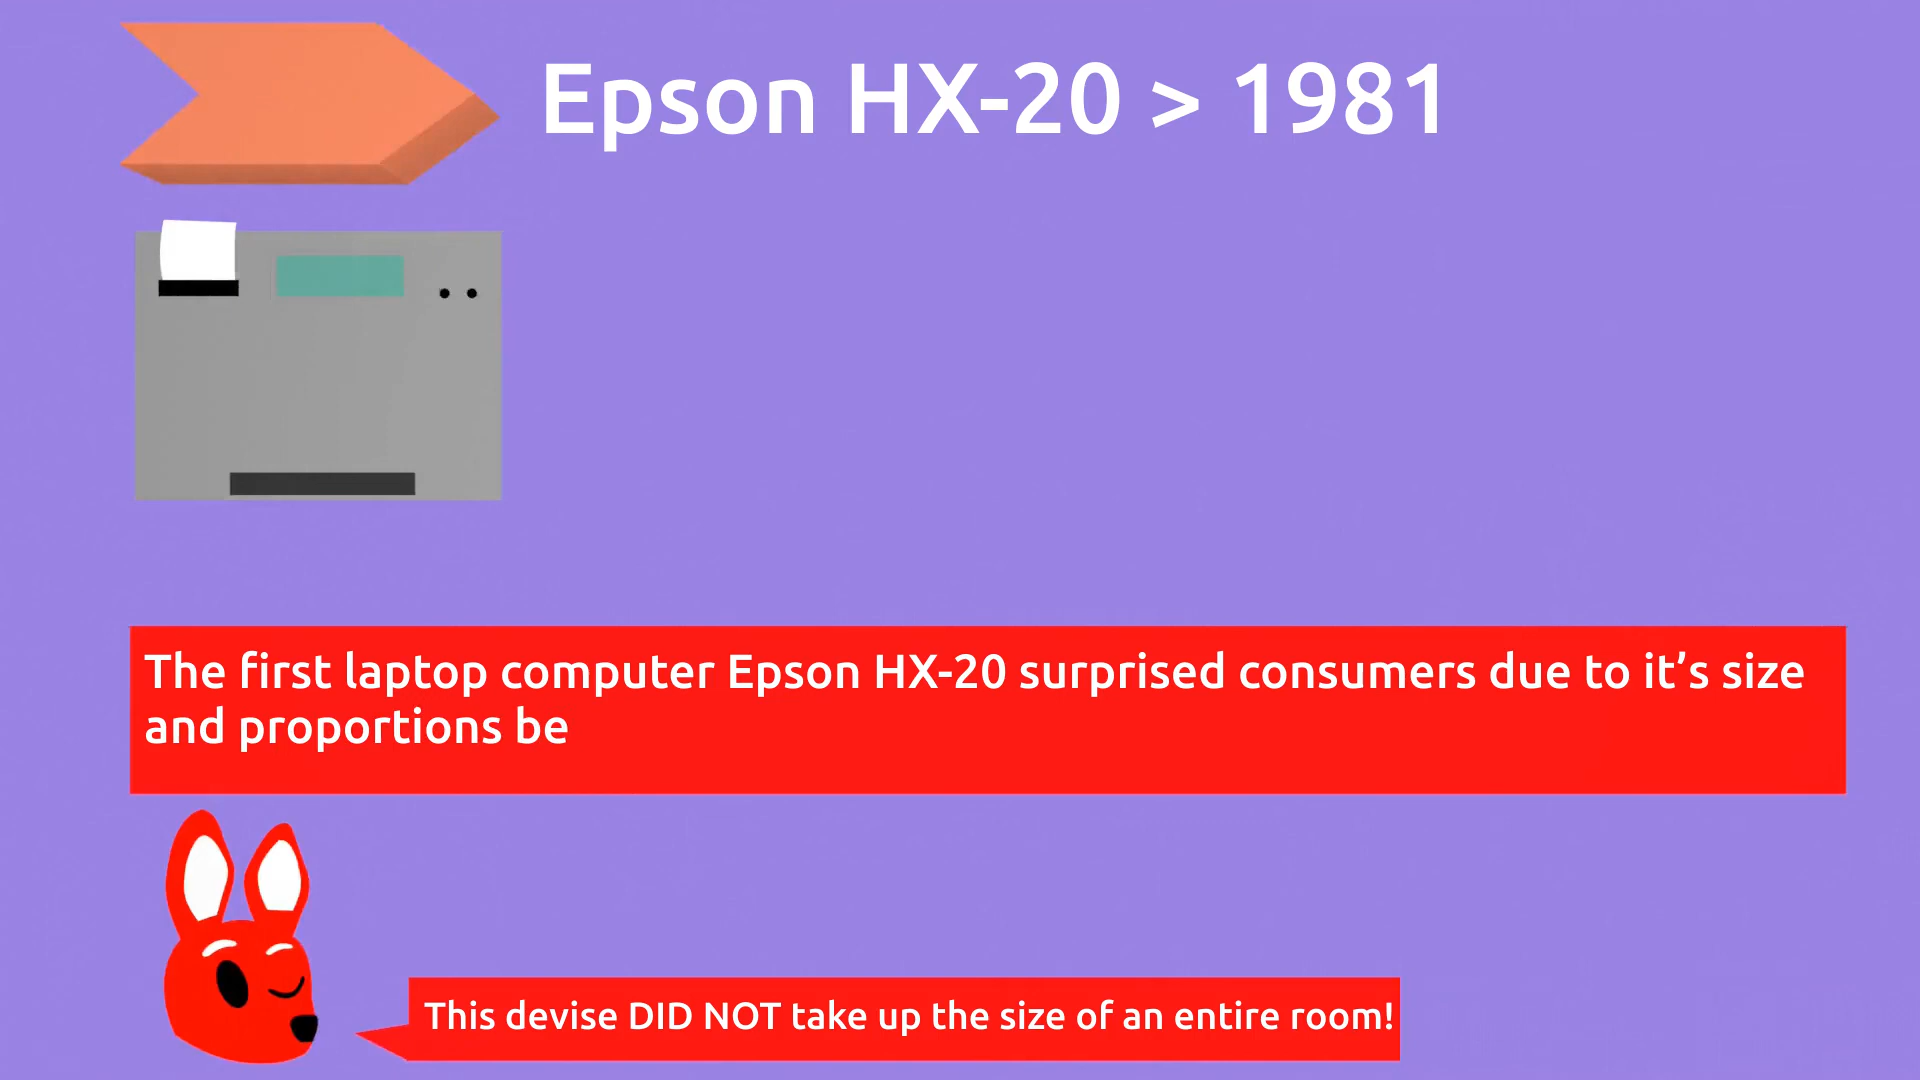 Epson HX-20 > 1981
The first laptop computer Epson HX-20 surprised consumers due to it’s size
and proportions be
This devise DID NOT take up the size of an entire room!